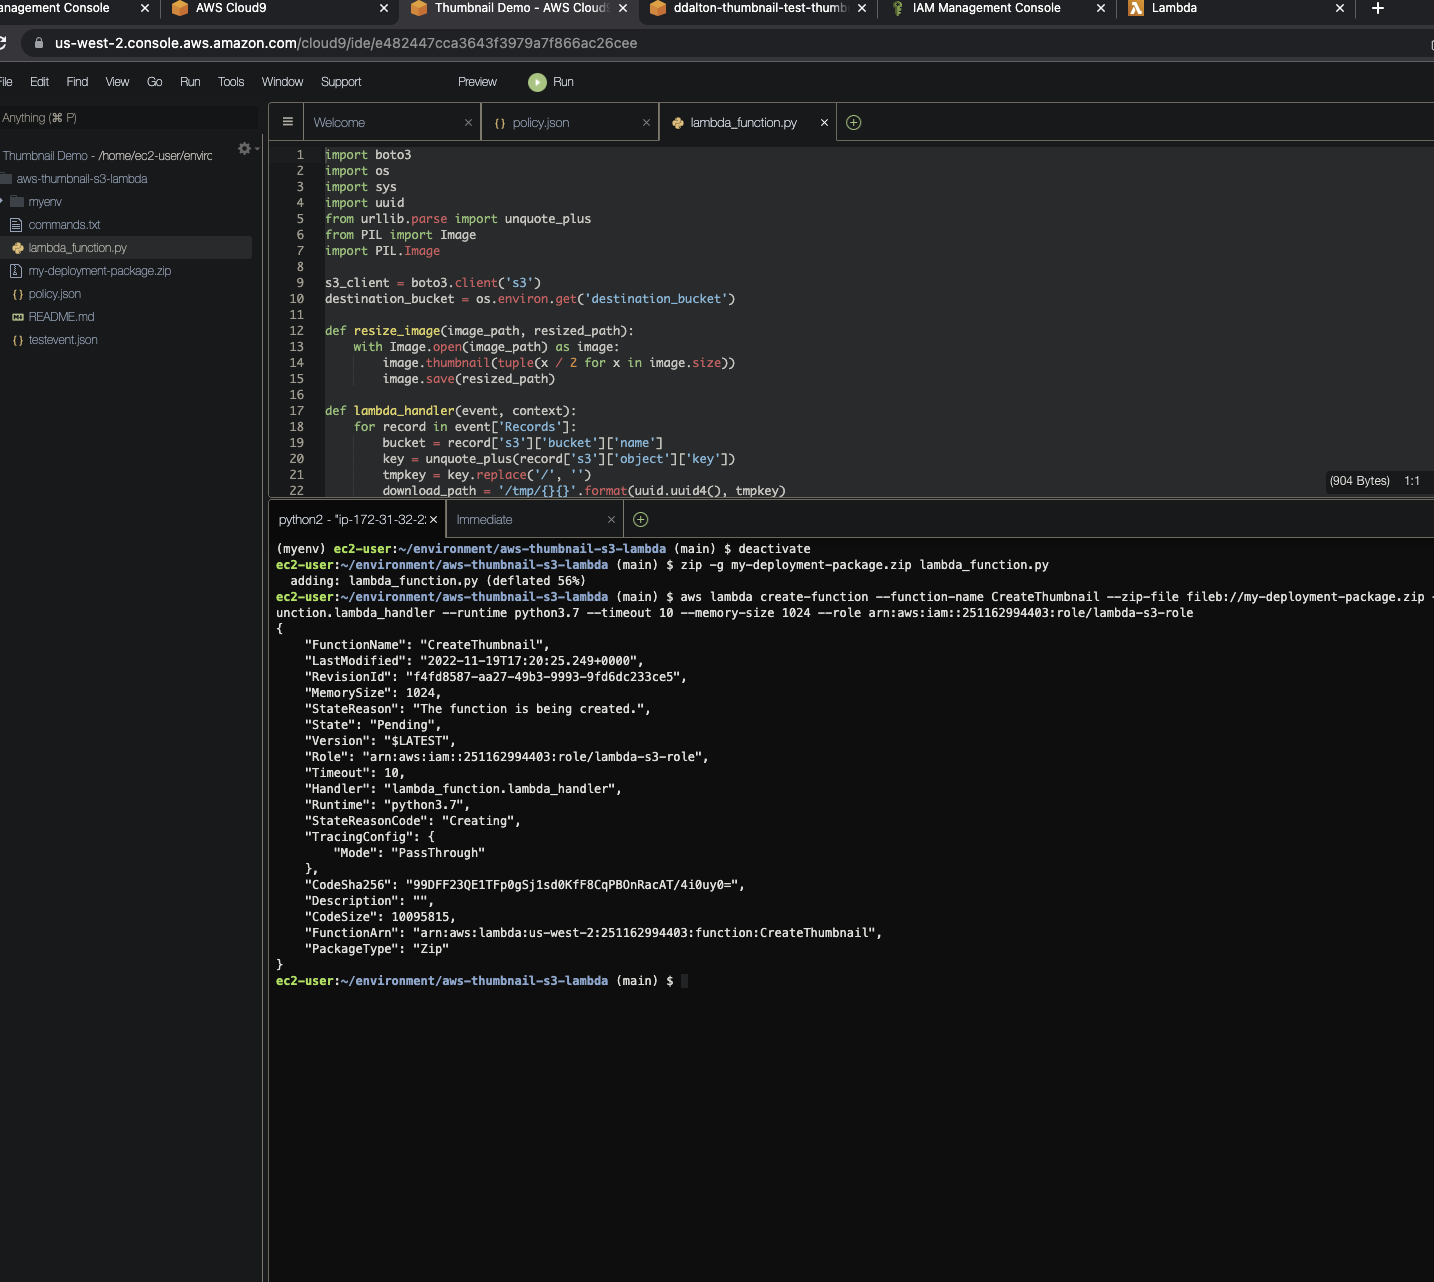 anagement Console
AWS Cloud9
Thumbnail Demo - AWS Cloud9
ddalton-thumbnail-test-thumb
IAM Management Console
Lambda
us-west-2.console.aws.amazon.com/cloud9/ide/e482447cca3643f3979a7f866ac26cee
File Edit Find View Go Run Tools Window Support Preview Run
Anything (⌘ P)
Welcome
{} policy.json
lambda_function.py
Thumbnail Demo - /home/ec2-user/enviro
aws-thumbnail-s3-lambda
myenv
commands.txt
lambda_function.py
my-deployment-package.zip
{} policy.json
README.md
{} testevent.json
1 import boto3
2 import os
3 import sys
4 import uuid
5 from urllib.parse import unquote_plus
6 from PIL import Image
7 import PIL.Image
8
9 s3_client = boto3.client('s3')
10 destination_bucket = os.environ.get('destination_bucket')
11
12 def resize_image(image_path, resized_path):
13     with Image.open(image_path) as image:
14         image.thumbnail(tuple(x / 2 for x in image.size))
15         image.save(resized_path)
16
17 def lambda_handler(event, context):
18     for record in event['Records']:
19         bucket = record['s3']['bucket']['name']
20         key = unquote_plus(record['s3']['object']['key'])
21         tmpkey = key.replace('/', '')
22         download_path = '/tmp/{}{}'.format(uuid.uuid4(), tmpkey)
(904 Bytes) 1:1
python2 - "ip-172-31-32-2:
Immediate
(myenv) ec2-user:~/environment/aws-thumbnail-s3-lambda (main) $ deactivate
ec2-user:~/environment/aws-thumbnail-s3-lambda (main) $ zip -g my-deployment-package.zip lambda_function.py
  adding: lambda_function.py (deflated 56%)
ec2-user:~/environment/aws-thumbnail-s3-lambda (main) $ aws lambda create-function --function-name CreateThumbnail --zip-file fileb://my-deployment-package.zip -
unction.lambda_handler --runtime python3.7 --timeout 10 --memory-size 1024 --role arn:aws:iam::251162994403:role/lambda-s3-role
{
    "FunctionName": "CreateThumbnail",
    "LastModified": "2022-11-19T17:20:25.249+0000",
    "RevisionId": "f4fd8587-aa27-49b3-9993-9fd6dc233ce5",
    "MemorySize": 1024,
    "StateReason": "The function is being created.",
    "State": "Pending",
    "Version": "$LATEST",
    "Role": "arn:aws:iam::251162994403:role/lambda-s3-role",
    "Timeout": 10,
    "Handler": "lambda_function.lambda_handler",
    "Runtime": "python3.7",
    "StateReasonCode": "Creating",
    "TracingConfig": {
        "Mode": "PassThrough"
    },
    "CodeSha256": "99DFF23QE1TFp0gSj1sd0KfF8CqPBOnRacAT/4i0uy0=",
    "Description": "",
    "CodeSize": 10095815,
    "FunctionArn": "arn:aws:lambda:us-west-2:251162994403:function:CreateThumbnail",
    "PackageType": "Zip"
}
ec2-user:~/environment/aws-thumbnail-s3-lambda (main) $